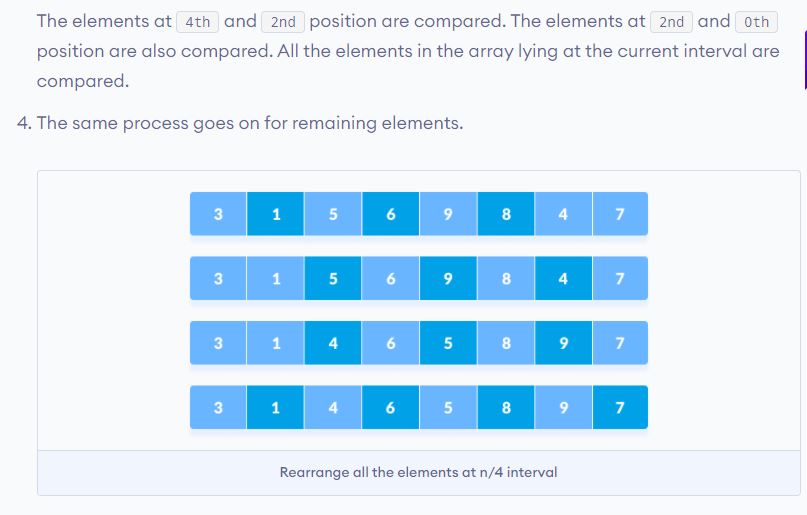 The elements at 4th and 2nd position are compared. The elements at 2nd and 0th
position are also compared. All the elements in the array lying at the current interval are
compared.
4. The same process goes on for remaining elements.
3 1 5 6 9 8 4 7
3 1 5 6 9 8 4 7
3 1 4 6 5 8 9 7
3 1 4 6 5 8 9 7
Rearrange all the elements at n/4 interval